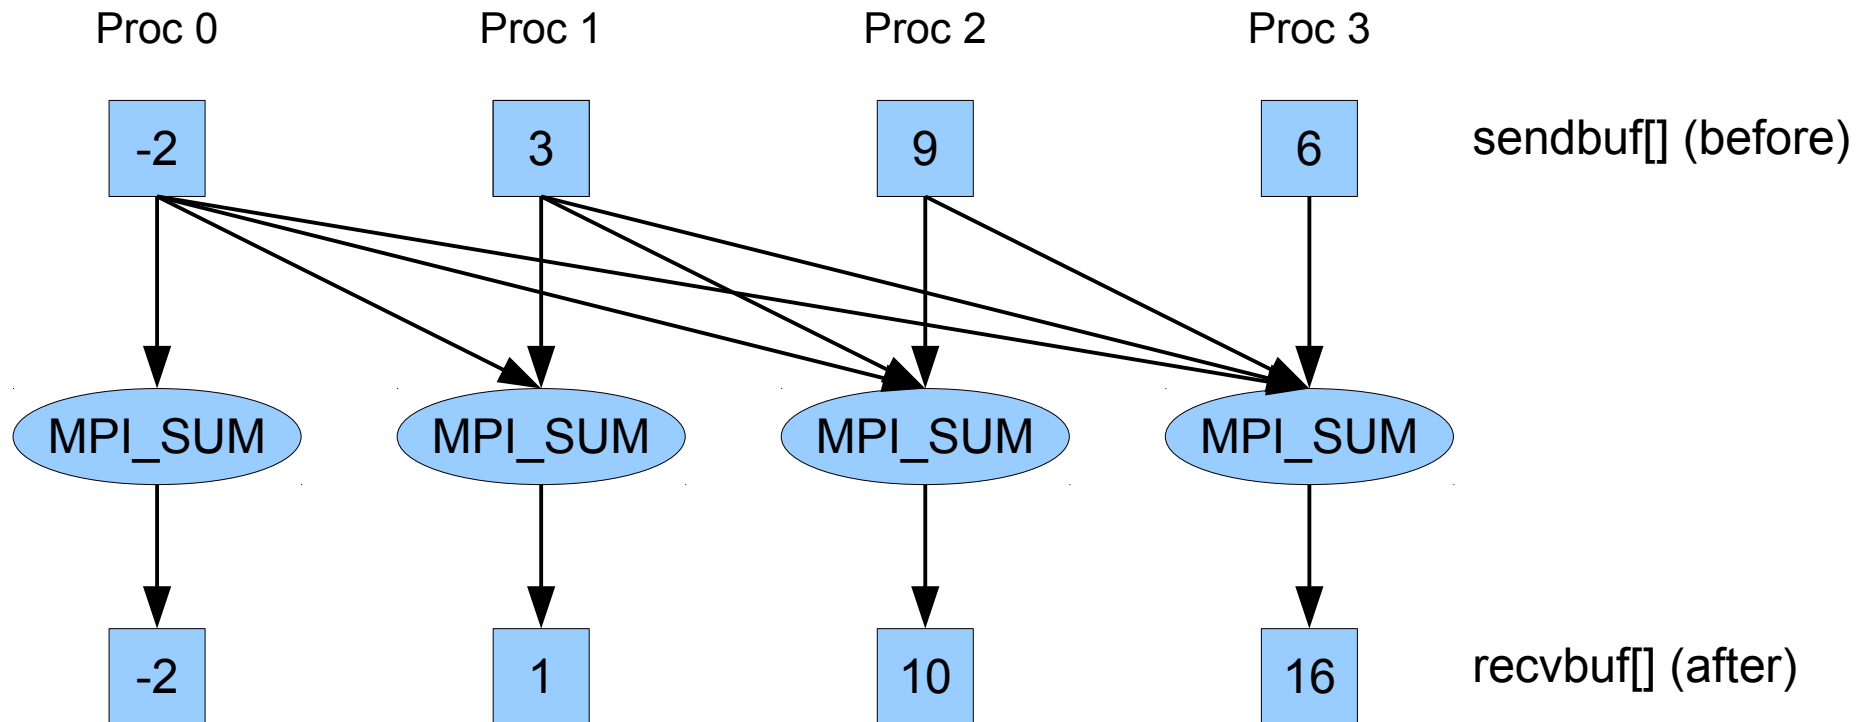 Proc 0 Proc 1 Proc 2 Proc 3
-2 3 9 6 sendbuf[] (before)
MPI_SUM MPI_SUM MPI_SUM MPI_SUM
-2 1 10 16 recvbuf[] (after)